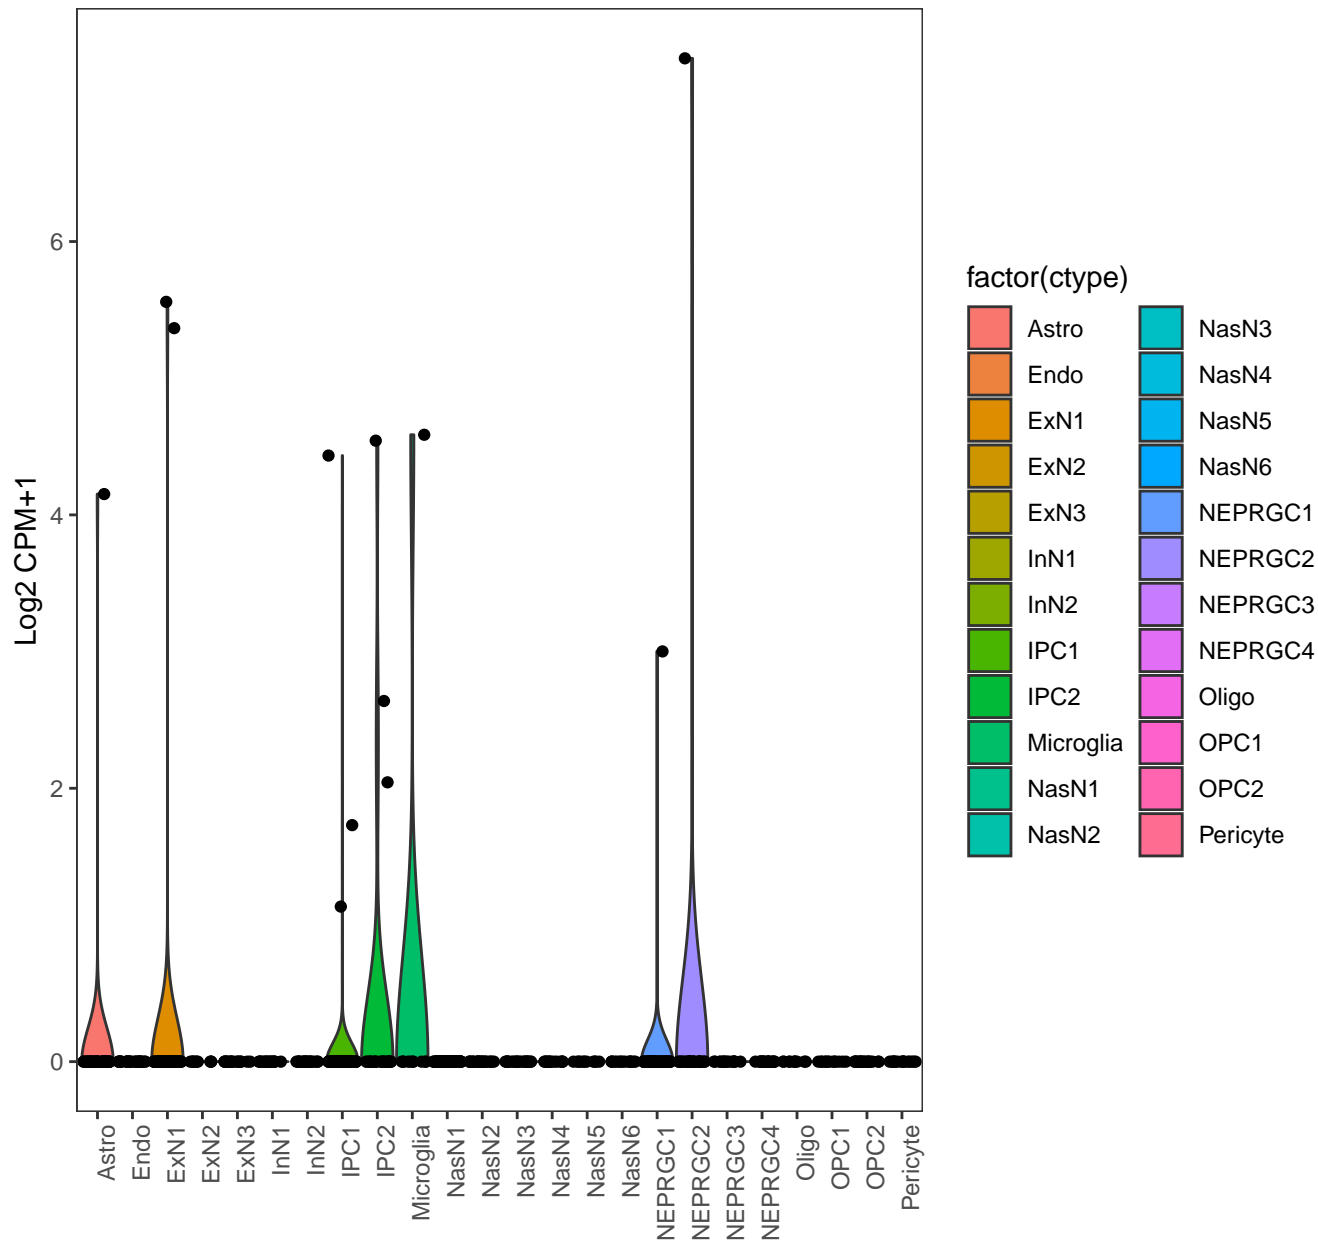 Log2 CPM+1
6
4
2
0
Astro
Endo
ExN1
ExN2
ExN3
InN1
InN2
IPC1
IPC2
Microglia
NasN1
NasN2
NasN3
NasN4
NasN5
NasN6
NEPRGC1
NEPRGC2
NEPRGC3
NEPRGC4
Oligo
OPC1
OPC2
Pericyte
factor(ctype)
Astro
Endo
ExN1
ExN2
ExN3
InN1
InN2
IPC1
IPC2
Microglia
NasN1
NasN2
NasN3
NasN4
NasN5
NasN6
NEPRGC1
NEPRGC2
NEPRGC3
NEPRGC4
Oligo
OPC1
OPC2
Pericyte